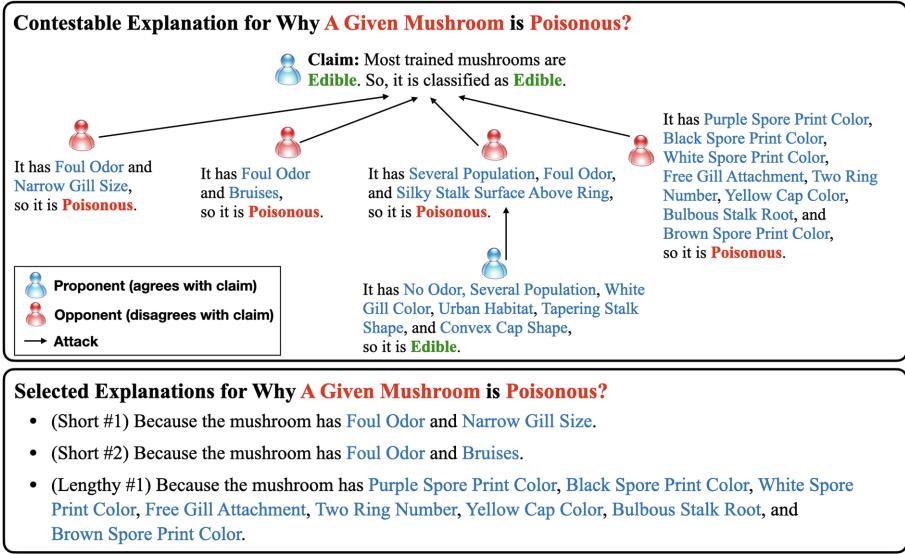 Contestable Explanation for Why A Given Mushroom is Poisonous?
Claim: Most trained mushrooms are
Edible. So, it is classified as Edible.
It has Foul Odor and
Narrow Gill Size,
so it is Poisonous.
It has Foul Odor
and Bruises,
so it is Poisonous.
It has Several Population, Foul Odor,
and Silky Stalk Surface Above Ring,
so it is Poisonous.
It has Purple Spore Print Color,
Black Spore Print Color,
White Spore Print Color,
Free Gill Attachment, Two Ring
Number, Yellow Cap Color,
Bulbous Stalk Root, and
Brown Spore Print Color,
so it is Poisonous.
Proponent (agrees with claim)
Opponent (disagrees with claim)
Attack
It has No Odor, Several Population, White
Gill Color, Urban Habitat, Tapering Stalk
Shape, and Convex Cap Shape,
so it is Edible.
Selected Explanations for Why A Given Mushroom is Poisonous?
• (Short #1) Because the mushroom has Foul Odor and Narrow Gill Size.
• (Short #2) Because the mushroom has Foul Odor and Bruises.
• (Lengthy #1) Because the mushroom has Purple Spore Print Color, Black Spore Print Color, White Spore
Print Color, Free Gill Attachment, Two Ring Number, Yellow Cap Color, Bulbous Stalk Root, and
Brown Spore Print Color.